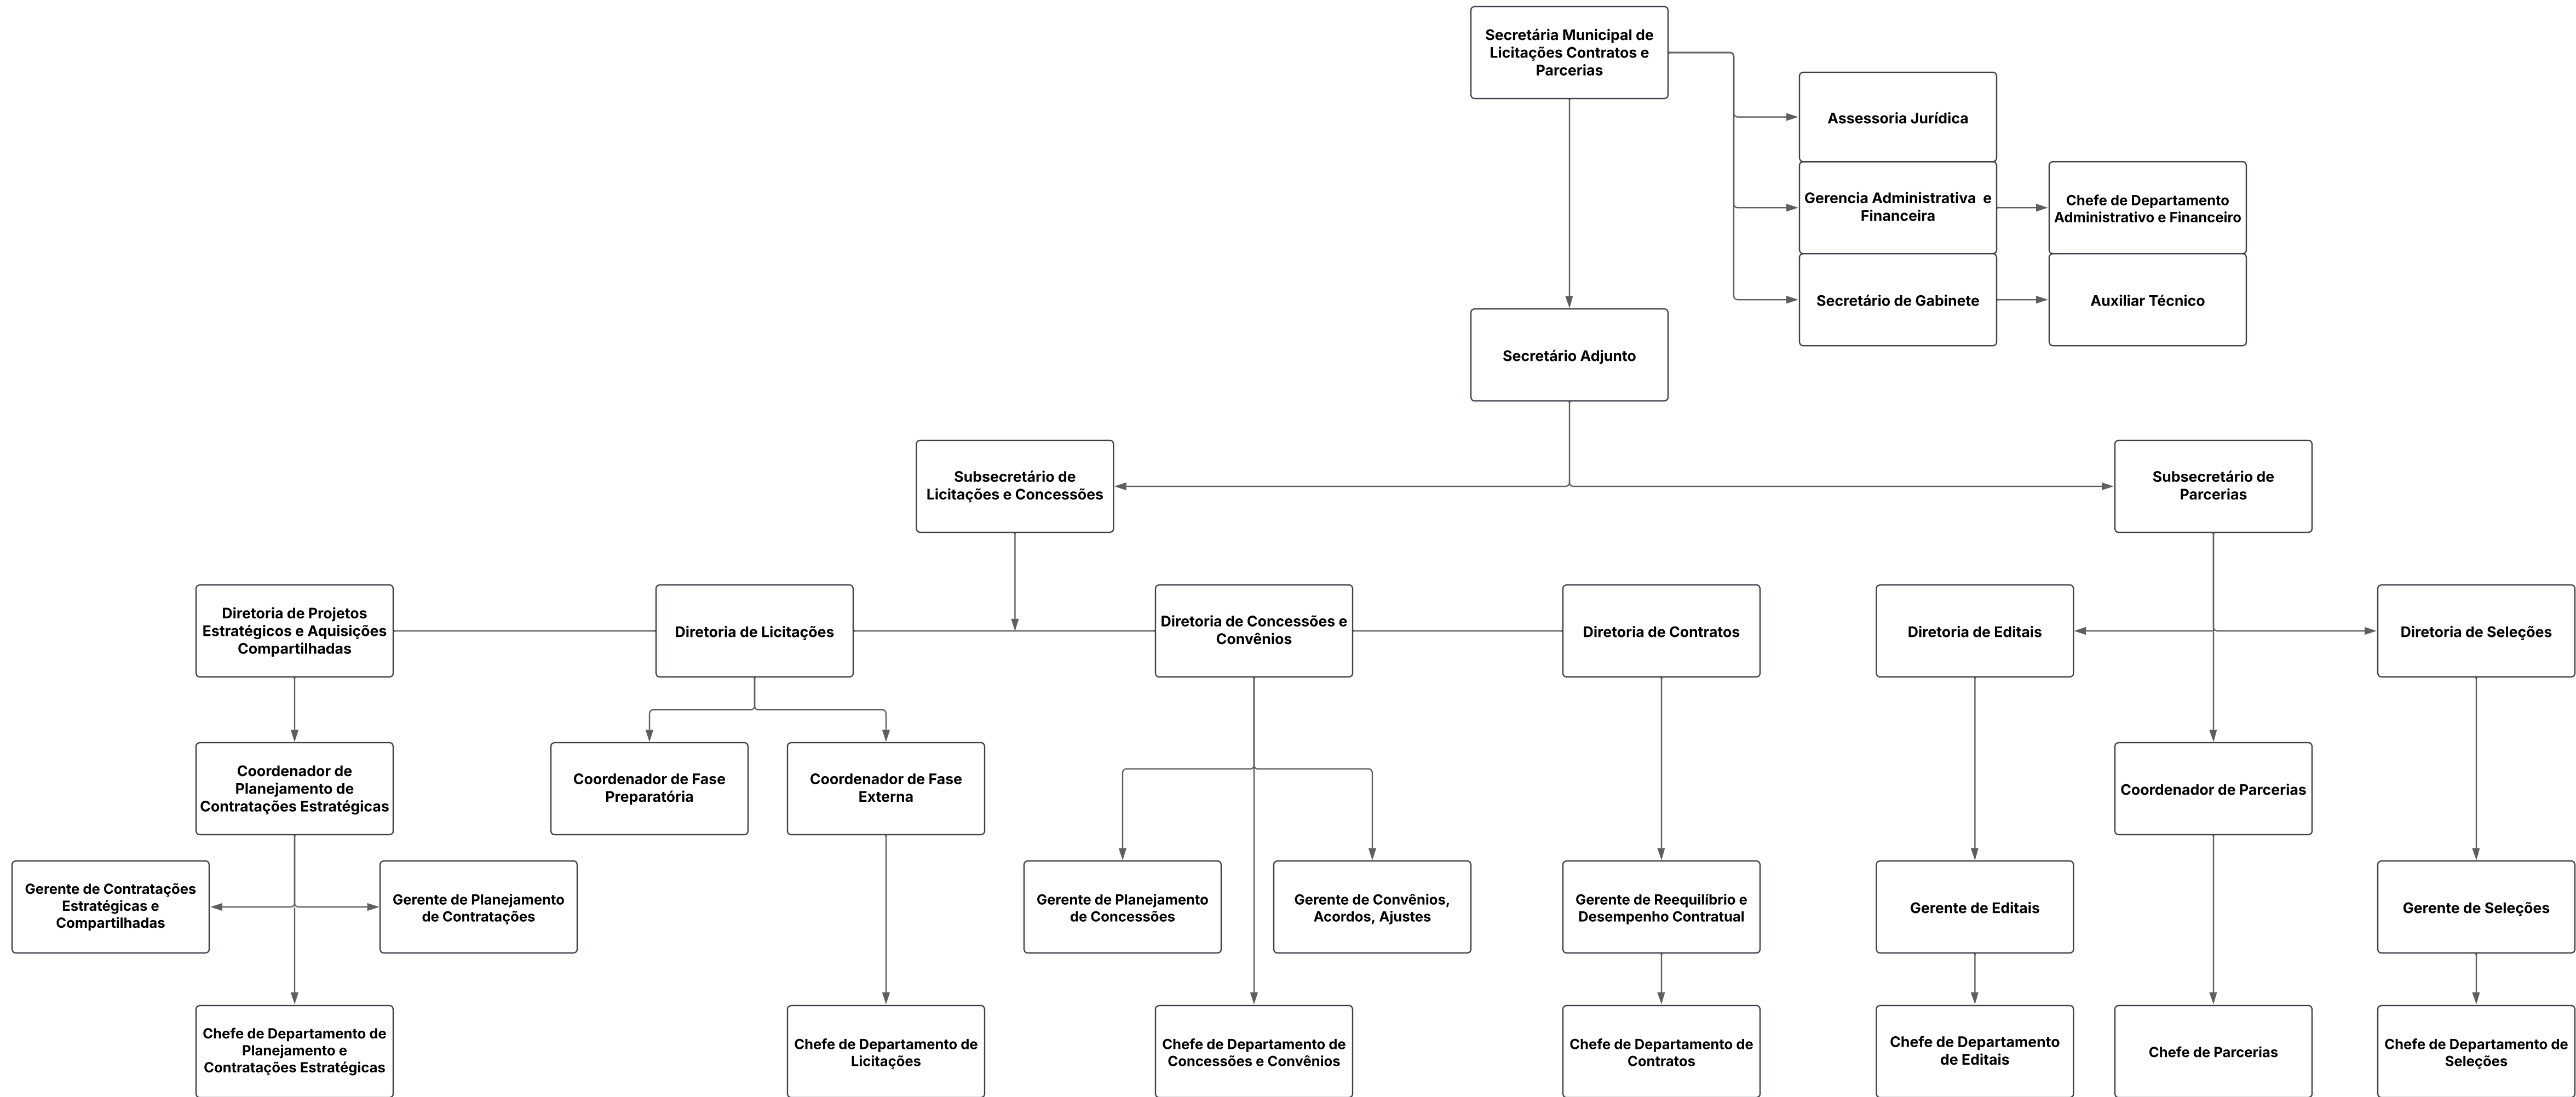 Secretária Municipal de
Licitações Contratos e
Parcerias
Assessoria Jurídica
Gerencia Administrativa e
Financeira
Chefe de Departamento
Administrativo e Financeiro
Secretário de Gabinete
Auxiliar Técnico
Secretário Adjunto
Subsecretário de
Licitações e Concessões
Subsecretário de
Parcerias
Diretoria de Projetos
Estratégicos e Aquisições
Compartilhadas
Diretoria de Licitações
Diretoria de Concessões e
Convênios
Diretoria de Contratos
Diretoria de Editais
Diretoria de Seleções
Coordenador de
Planejamento de
Contratações Estratégicas
Coordenador de Fase
Preparatória
Coordenador de Fase
Externa
Coordenador de Parcerias
Gerente de Contratações
Estratégicas e
Compartilhadas
Gerente de Planejamento
de Contratações
Gerente de Planejamento
de Concessões
Gerente de Convênios,
Acordos, Ajustes
Gerente de Reequilíbrio e
Desempenho Contratual
Gerente de Editais
Gerente de Seleções
Chefe de Departamento de
Planejamento e
Contratações Estratégicas
Chefe de Departamento de
Licitações
Chefe de Departamento de
Concessões e Convênios
Chefe de Departamento de
Contratos
Chefe de Departamento
de Editais
Chefe de Parcerias
Chefe de Departamento de
Seleções